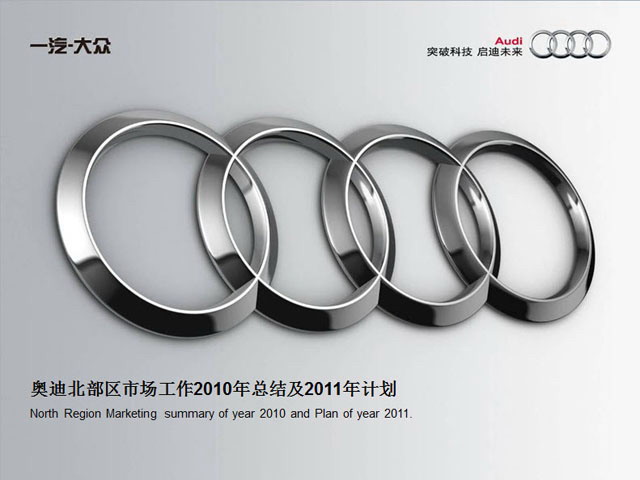 一汽-大众
Audi
突破科技 启迪未来
奥迪北部区市场工作2010年总结及2011年计划
North Region Marketing summary of year 2010 and Plan of year 2011.